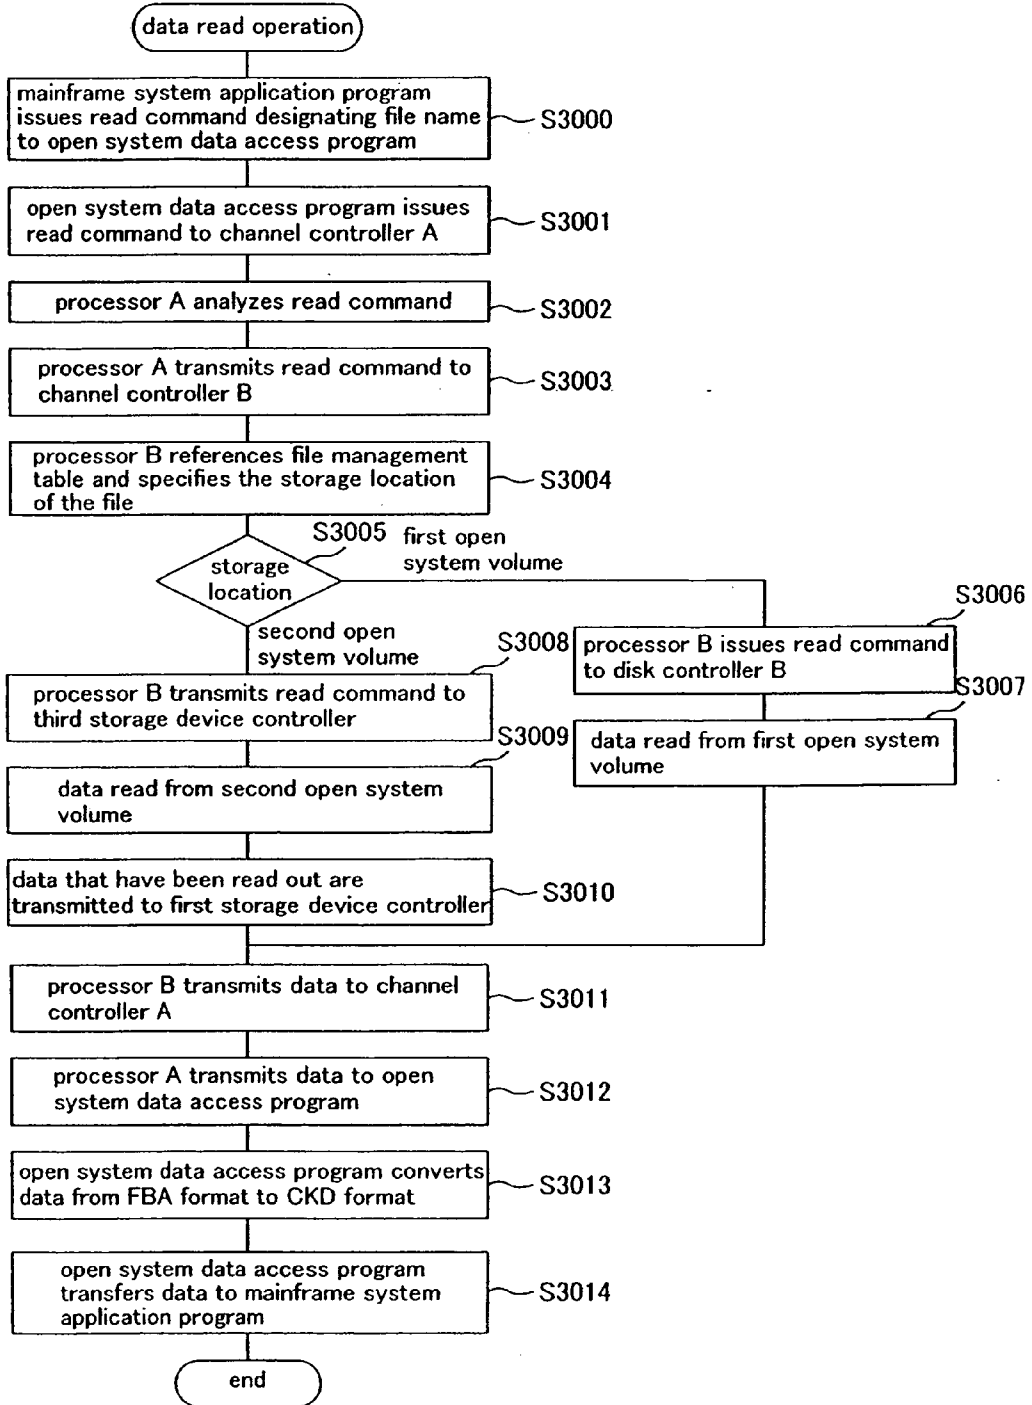 data read operation
mainframe system application program
issues read command designating file name
to open system data access program
S3000
open system data access program issues
read command to channel controller A
S3001
processor A analyzes read command
S3002
processor A transmits read command to
channel controller B
S3003
processor B references file management
table and specifies the storage location
of the file
S3004
S3005
storage
location
first open
system volume
second open
system volume
S3006
processor B issues read command
to disk controller B
S3007
data read from first open system
volume
S3008
processor B transmits read command to
third storage device controller
S3009
data read from second open system
volume
data that have been read out are
transmitted to first storage device controller
S3010
processor B transmits data to channel
controller A
S3011
processor A transmits data to open
system data access program
S3012
open system data access program converts
data from FBA format to CKD format
S3013
open system data access program
transfers data to mainframe system
application program
S3014
end